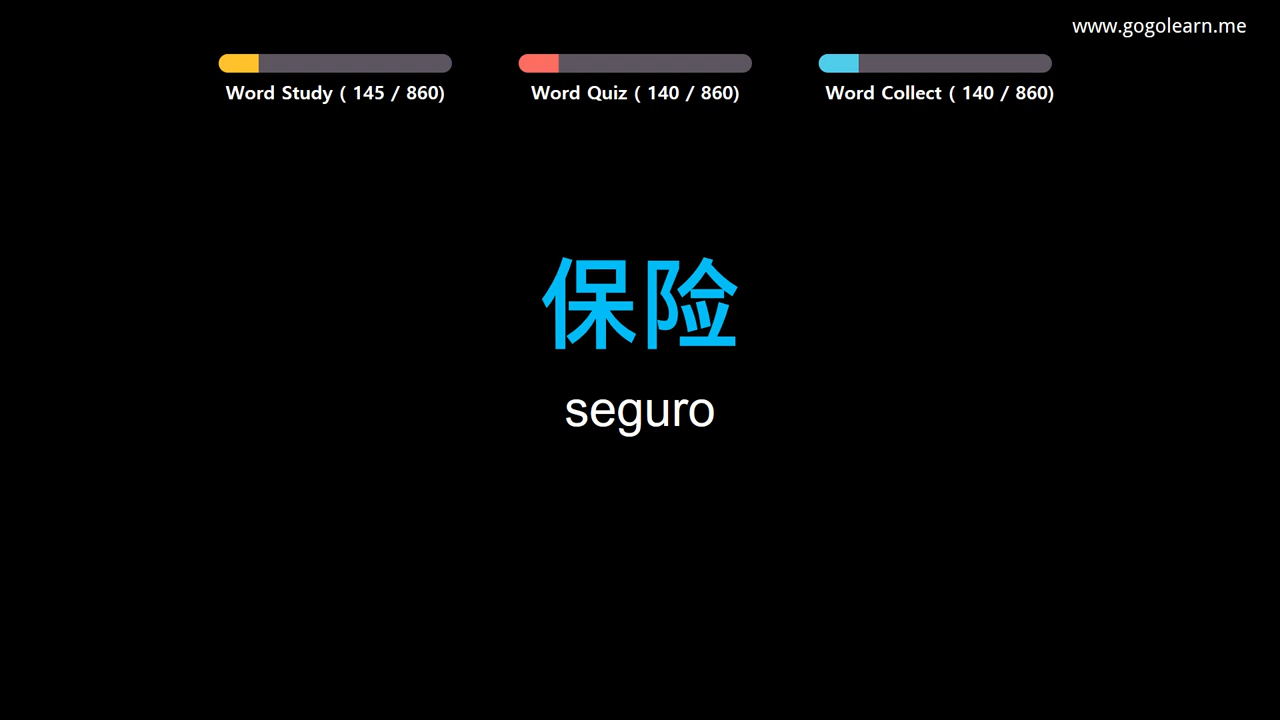 www.gogolearn.me
Word Study ( 145 / 860)
Word Quiz ( 140 / 860)
Word Collect ( 140 / 860)
保险
seguro